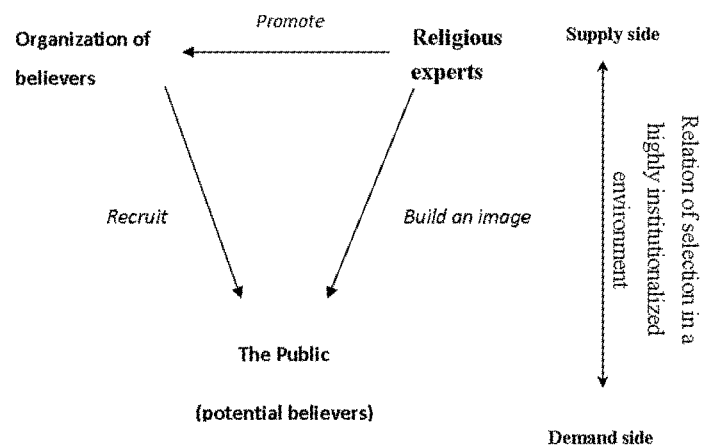 Promote
Organization of
believers
Religious
experts
Supply side
Recruit
Build an image
Relation of selection in a
highly institutionalized
environment
The Public
(potential believers)
Demand side